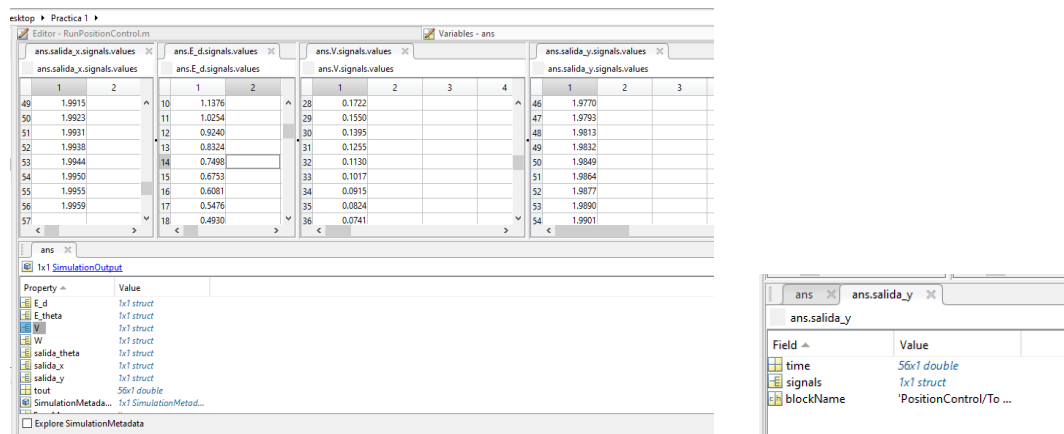 esktop ▸ Practica 1 ▸
Editor - RunPositionControl.m
Variables - ans
ans.salida_x.signals.values
ans.E_d.signals.values
ans.V.signals.values
ans.salida_y.signals.values
ans.salida_x.signals.values
ans.E_d.signals.values
ans.V.signals.values
ans.salida_y.signals.values
1 2 1 2 1 2 3 4 1 2 3
49 1.9915 10 1.1376 28 0.1722 46 1.9770
50 1.9923 11 1.0254 29 0.1550 47 1.9793
51 1.9931 12 0.9240 30 0.1395 48 1.9813
52 1.9938 13 0.8324 31 0.1255 49 1.9832
53 1.9944 14 0.7498 32 0.1130 50 1.9849
54 1.9950 15 0.6753 33 0.1017 51 1.9864
55 1.9955 16 0.6081 34 0.0915 52 1.9877
56 1.9959 17 0.5476 35 0.0824 53 1.9890
57 18 0.4930 36 0.0741 54 1.9901
ans
1x1 SimulationOutput
Property Value
E_d 1x1 struct
E_theta 1x1 struct
V 1x1 struct
W 1x1 struct
salida_theta 1x1 struct
salida_x 1x1 struct
salida_y 1x1 struct
tout 56x1 double
SimulationMetada... 1x1 SimulationMetad...
Explore SimulationMetadata
ans ans.salida_y
ans.salida_y
Field Value
time 56x1 double
signals 1x1 struct
blockName 'PositionControl/To ...